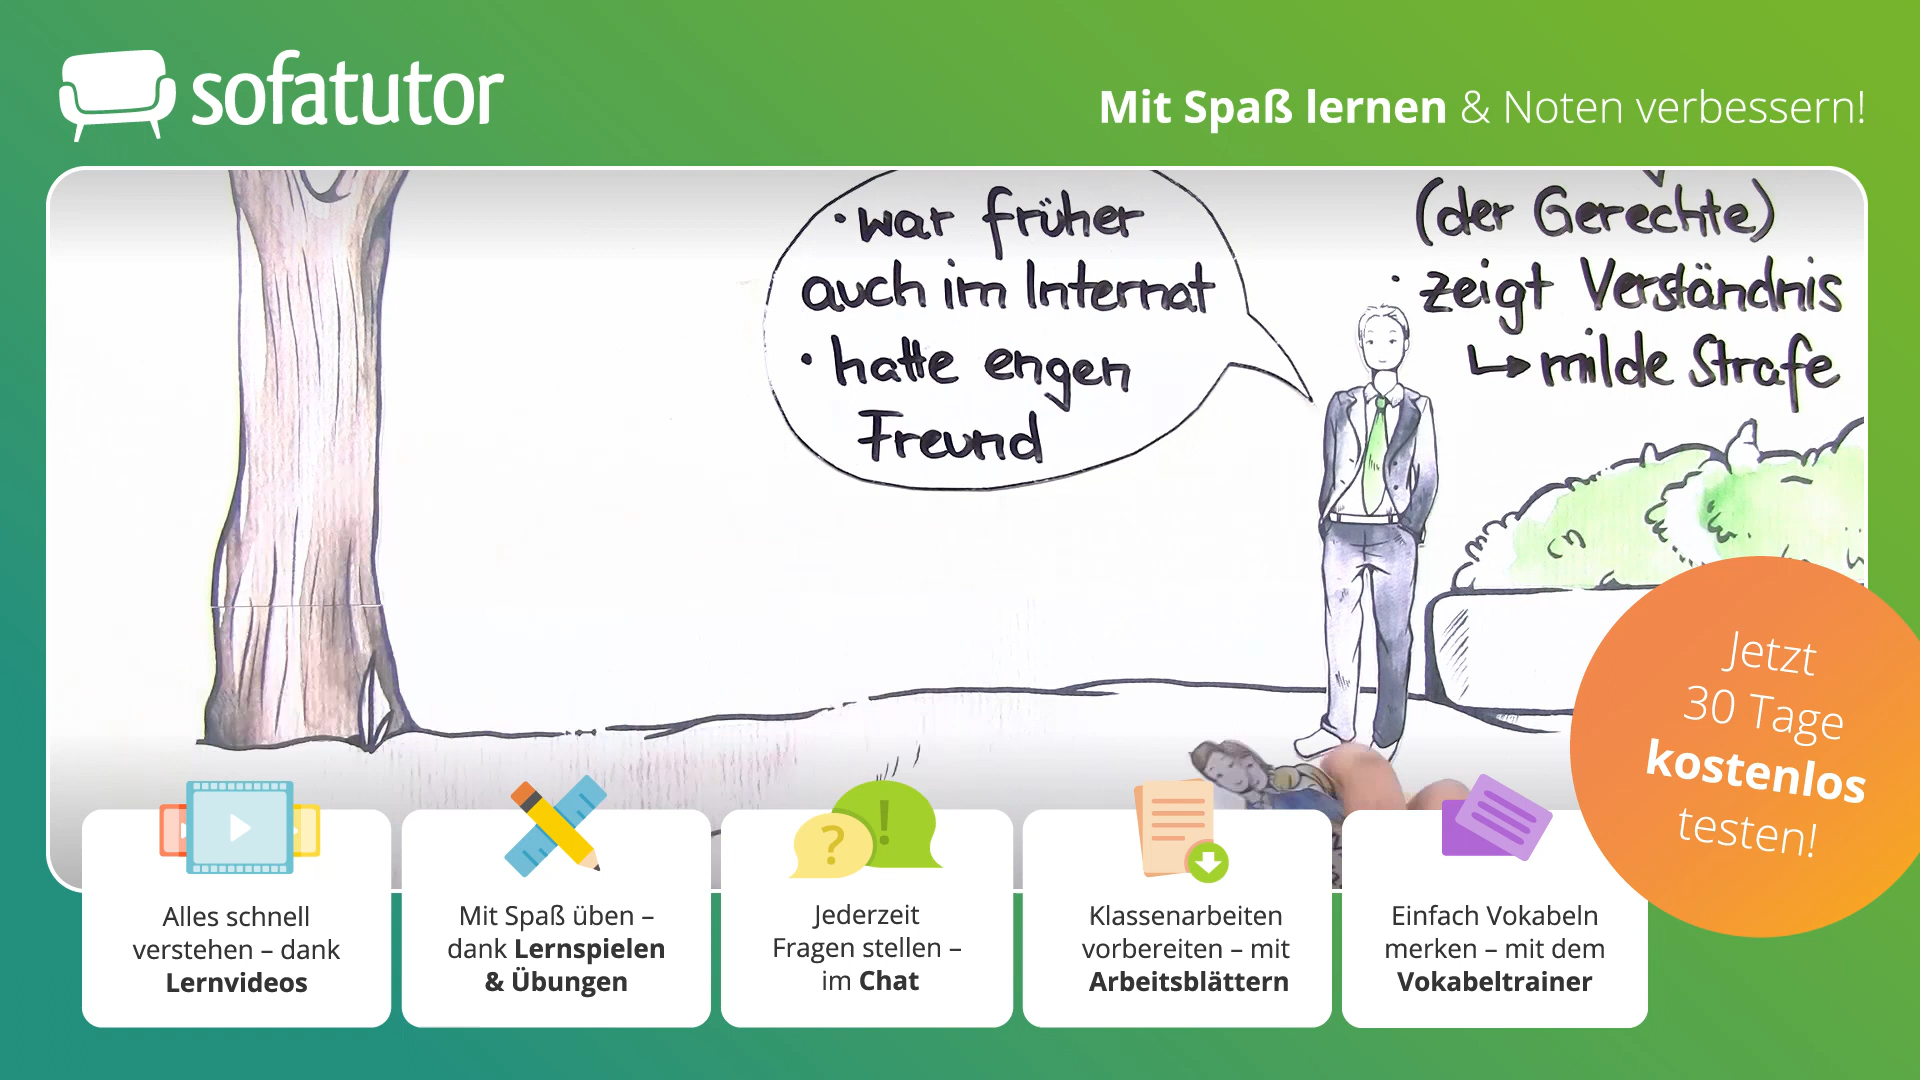 sofatutor
Mit Spaß lernen & Noten verbessern!
• war früher
auch im Internat
• hatte engen
Freund
(der Gerechte)
• zeigt Verständnis
↳ milde Strafe
Jetzt
30 Tage
kostenlos
testen!
?
!
Alles schnell
verstehen – dank
Lernvideos
Mit Spaß üben –
dank Lernspielen
& Übungen
Jederzeit
Fragen stellen –
im Chat
Klassenarbeiten
vorbereiten – mit
Arbeitsblättern
Einfach Vokabeln
merken – mit dem
Vokabeltrainer